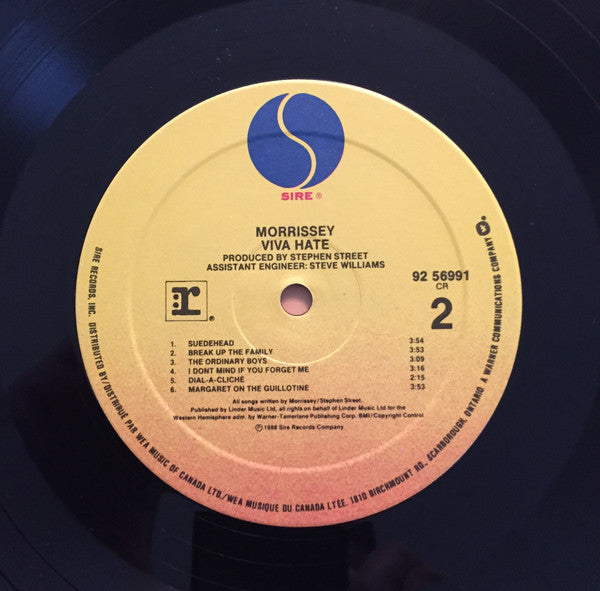 SIRE®
MORRISSEY
VIVA HATE
PRODUCED BY STEPHEN STREET
ASSISTANT ENGINEER: STEVE WILLIAMS
r®
92 56991
CR
2
1. SUEDEHEAD 3:54
2. BREAK UP THE FAMILY 3:53
3. THE ORDINARY BOYS 3:09
4. I DONT MIND IF YOU FORGET ME 3:16
5. DIAL-A-CLICHÉ 2:15
6. MARGARET ON THE GUILLOTINE 3:53
All songs written by Morrissey/Stephen Street.
Published by Linder Music Ltd. all rights on behalf of Linder Music Ltd for the
Western Hemisphere adm. by Warner-Tamerlane Publishing Corp. BMI/Copyright Control
℗ 1988 Sire Records Company
SIRE RECORDS, INC. DISTRIBUTED BY/DISTRIBUÉ PAR WEA MUSIC OF CANADA LTD./WEA MUSIQUE DU CANADA LTÉE. 1810 BIRCHMOUNT RD., SCARBOROUGH, ONTARIO A WARNER COMMUNICATIONS COMPANY